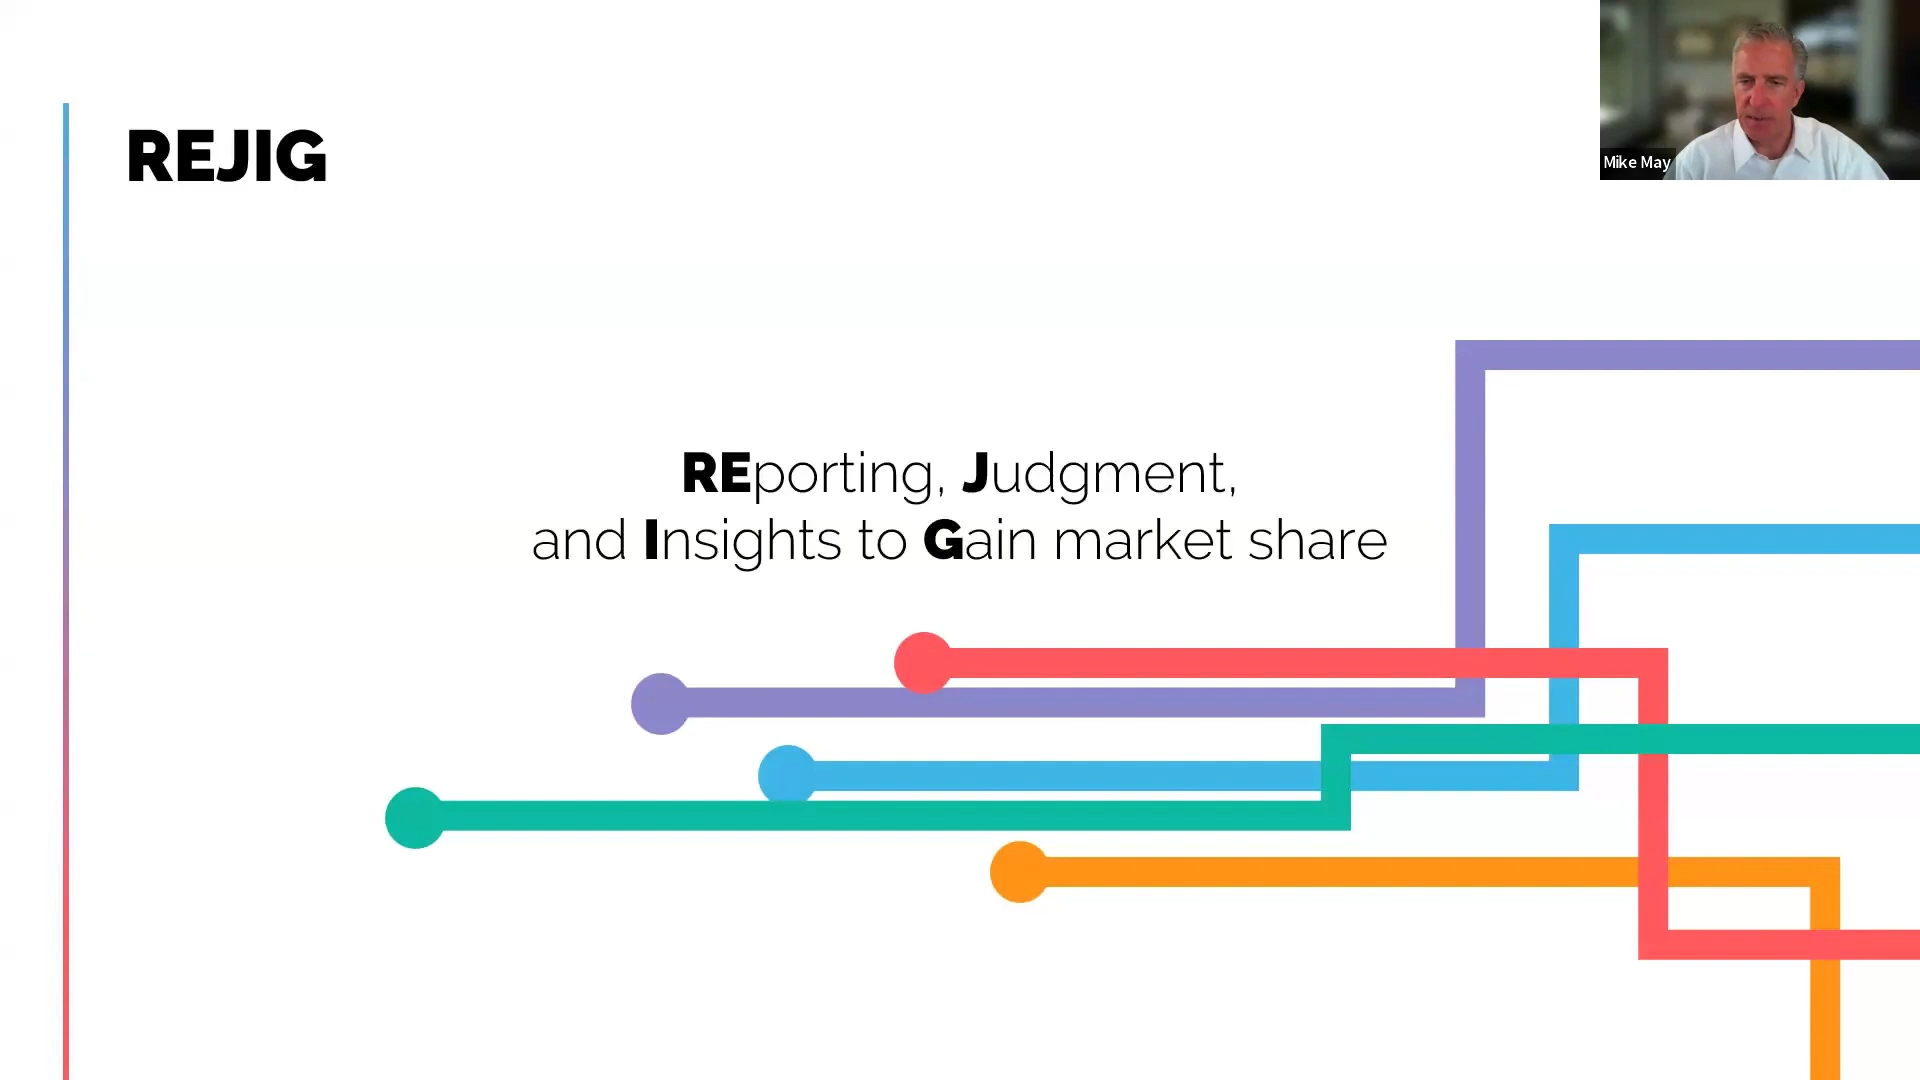 REJIG
Mike May
REporting, Judgment,
and Insights to Gain market share